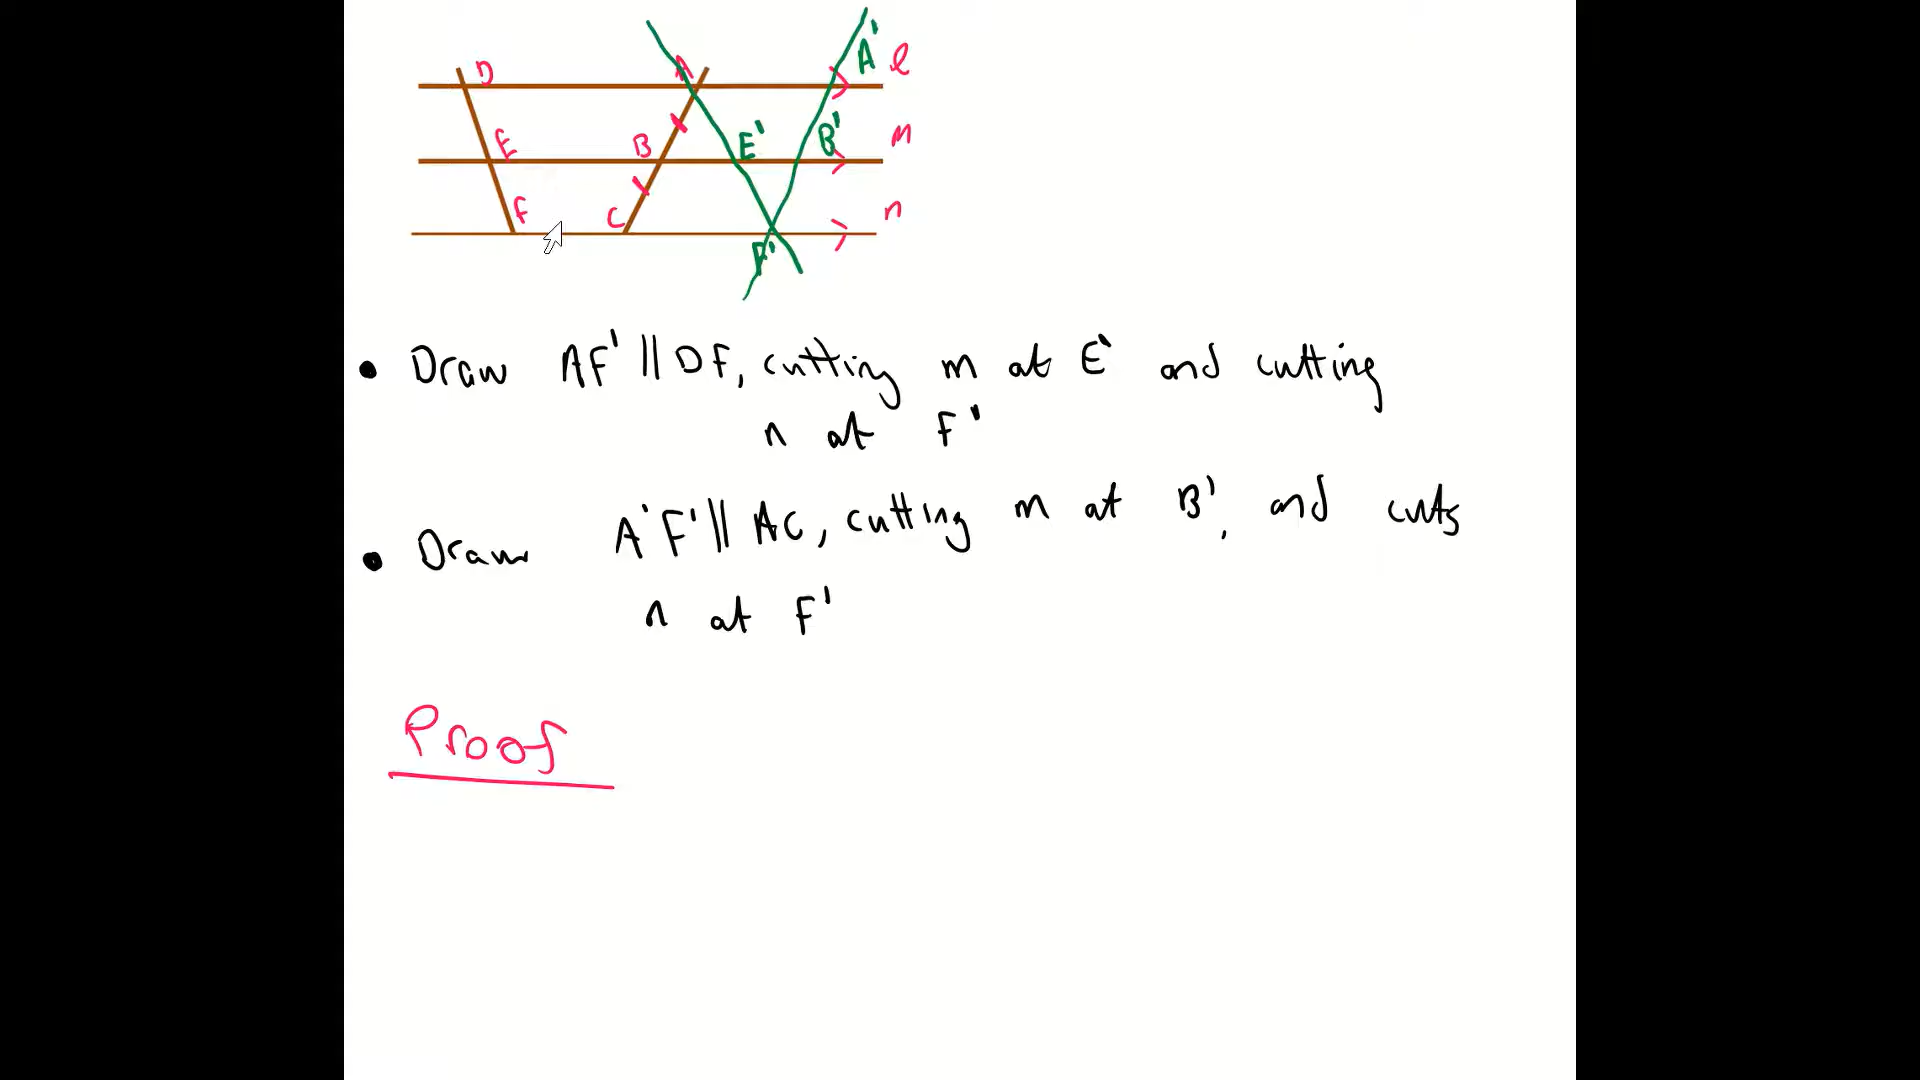 D A A' l
E B E' B' m
F C F' n
• Draw AF' || DF, cutting m at E' and cutting
n at F'
• Draw A'F' || AC, cutting m at B', and cuts
n at F'
Proof